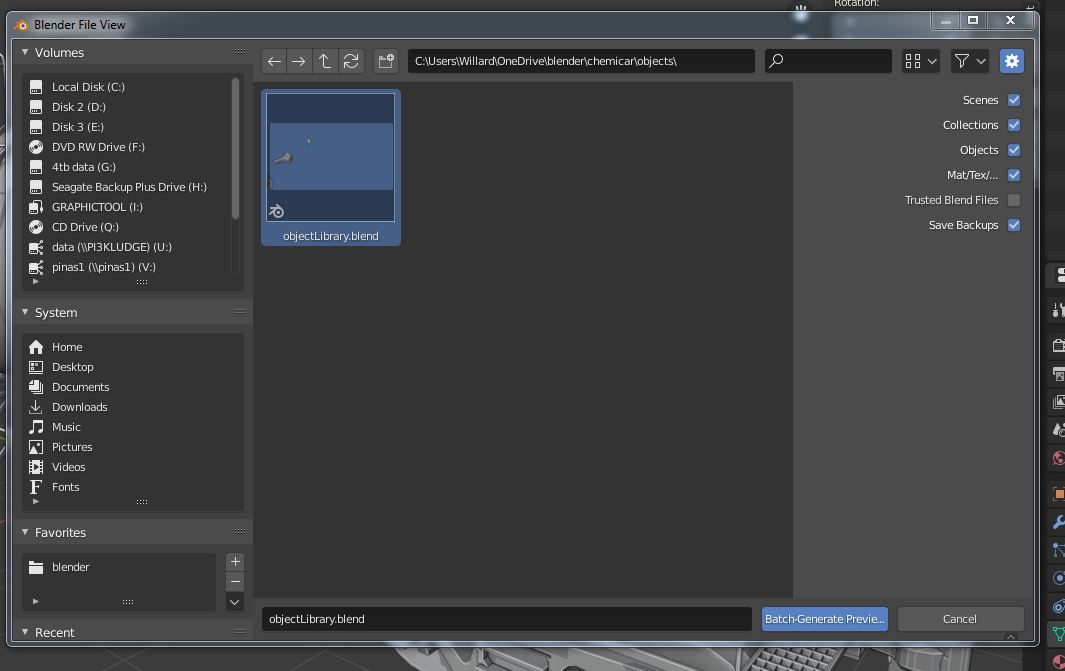 Rotation:
Blender File View
Volumes
Local Disk (C:)
Disk 2 (D:)
Disk 3 (E:)
DVD RW Drive (F:)
4tb data (G:)
Seagate Backup Plus Drive (H:)
GRAPHICTOOL (I:)
CD Drive (Q:)
data (\\PI3KLUDGE) (U:)
pinas1 (\\pinas1) (V:)
System
Home
Desktop
Documents
Downloads
Music
Pictures
Videos
Fonts
Favorites
blender
Recent
C:\Users\Willard\OneDrive\blender\chemicar\objects\
objectLibrary.blend
Scenes
Collections
Objects
Mat/Tex/...
Trusted Blend Files
Save Backups
objectLibrary.blend
Batch-Generate Previe...
Cancel